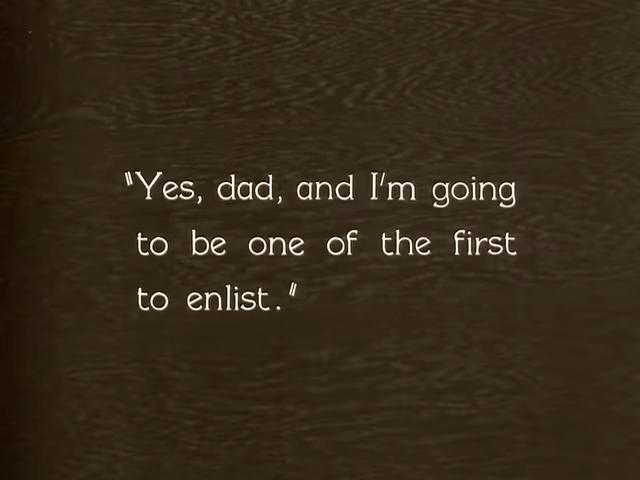 "Yes, dad, and I'm going
to be one of the first
to enlist."